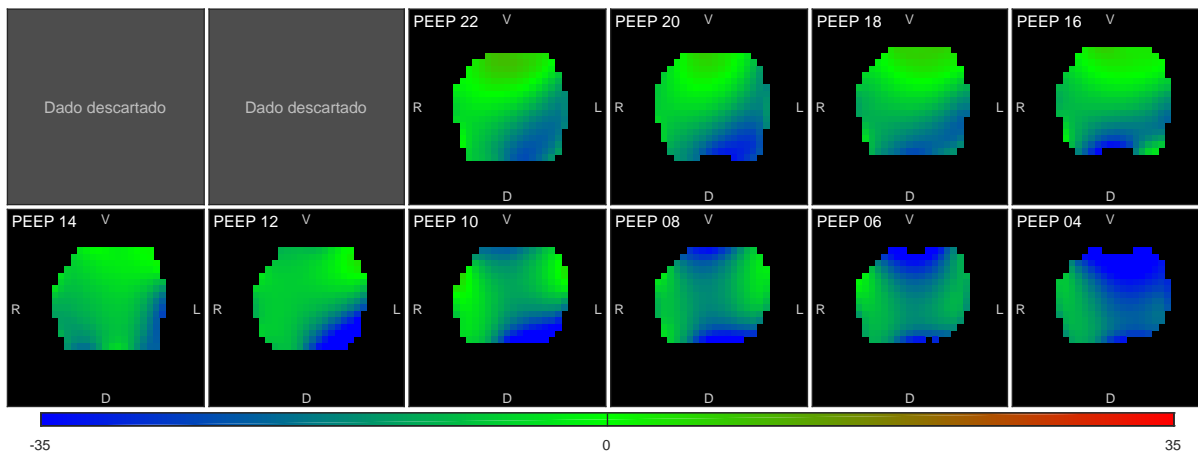 Dado descartado
Dado descartado
PEEP 22
V
R
L
D
PEEP 20
V
R
L
D
PEEP 18
V
R
L
D
PEEP 16
V
R
L
D
PEEP 14
V
R
L
D
PEEP 12
V
R
L
D
PEEP 10
V
R
L
D
PEEP 08
V
R
L
D
PEEP 06
V
R
L
D
PEEP 04
V
R
L
D
-35
0
35